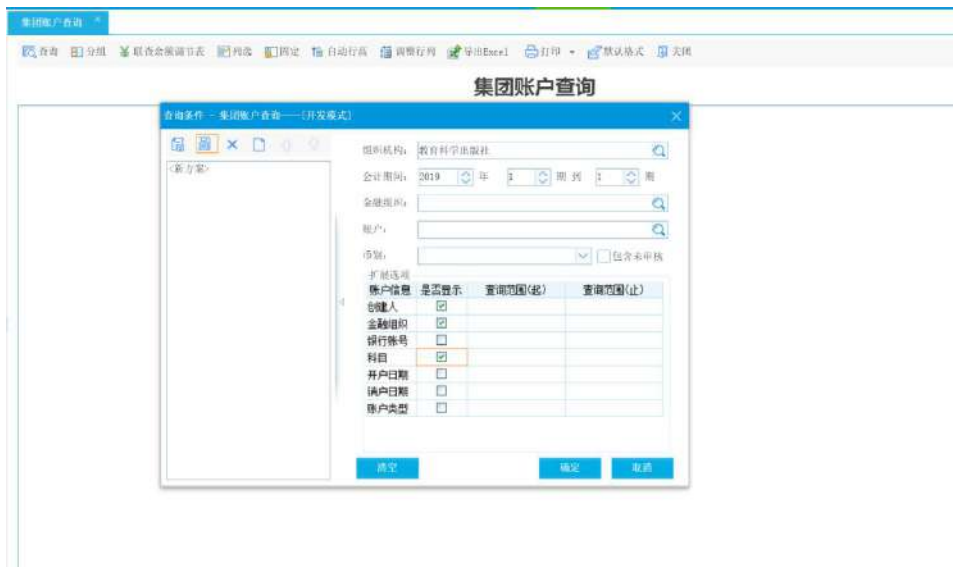 集团账户查询 ×
查询 分组 联查余额调节表 列选 固定 自动行高 调整行列 导出Excel 打印 默认格式 关闭
集团账户查询
查询条件 - 集团账户查询——[开发模式]
<新方案>
组织机构: 教育科学出版社
会计期间: 2019 年 1 期 到 1 期
金融组织:
账户:
币别: 包含未审核
扩展选项
账户信息 是否显示 查询范围(起) 查询范围(止)
创建人
金融组织
银行账号
科目
开户日期
销户日期
账户类型
清空 确定 取消